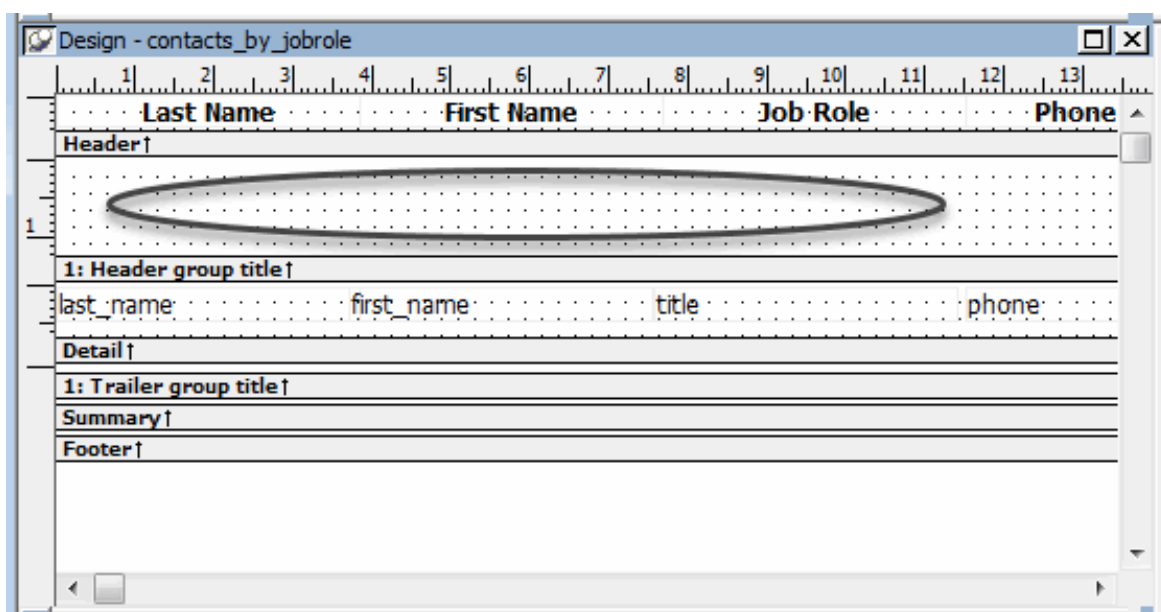 Design - contacts_by_jobrole
1 2 3 4 5 6 7 8 9 10 11 12 13
Last Name First Name Job Role Phone
Header↑
1
1: Header group title↑
last_name first_name title phone
Detail↑
1: Trailer group title↑
Summary↑
Footer↑